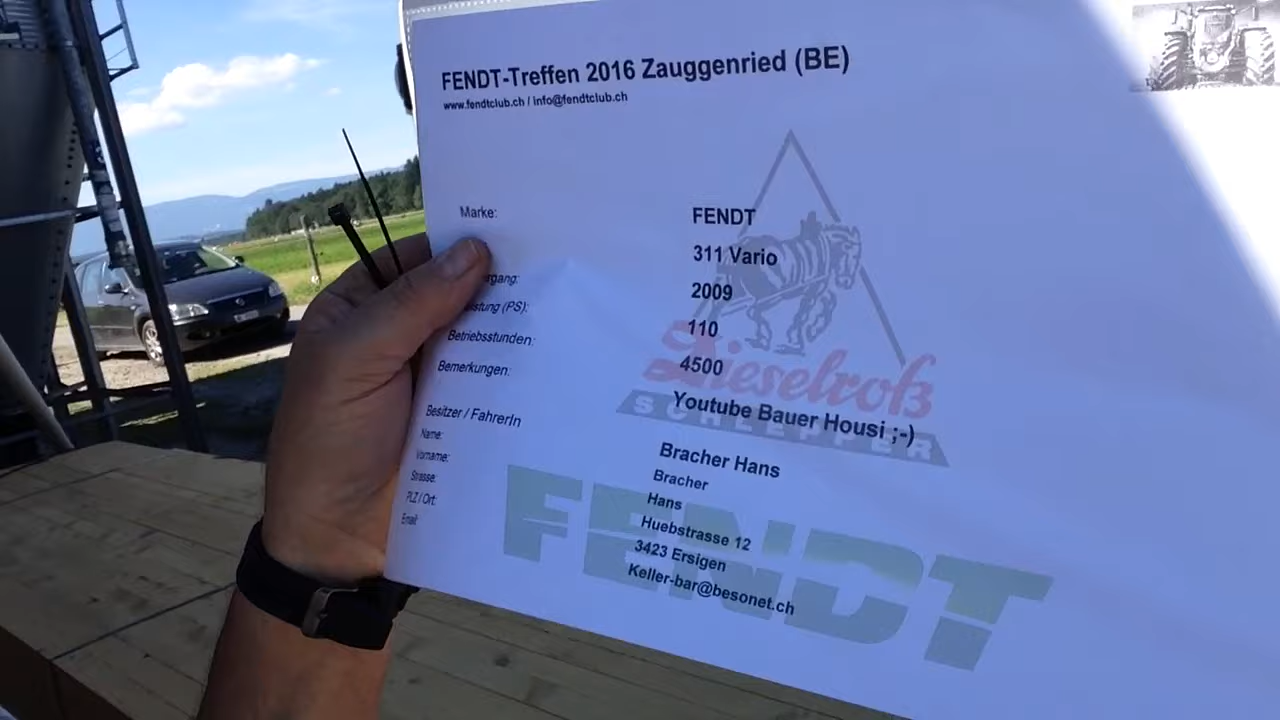 FENDT-Treffen 2016 Zauggenried (BE)
www.fendtclub.ch / info@fendtclub.ch
Marke: FENDT
311 Vario
2009
110
Betriebsstunden: 4500
Bemerkungen: Youtube Bauer Housi ;-)
Besitzer / FahrerIn Bracher Hans
Name: Bracher
Vorname: Hans
Strasse: Huebstrasse 12
PLZ / Ort: 3423 Ersigen
Email: Keller-bar@besonet.ch
Dieselroß
SCHLEPPER
FENDT